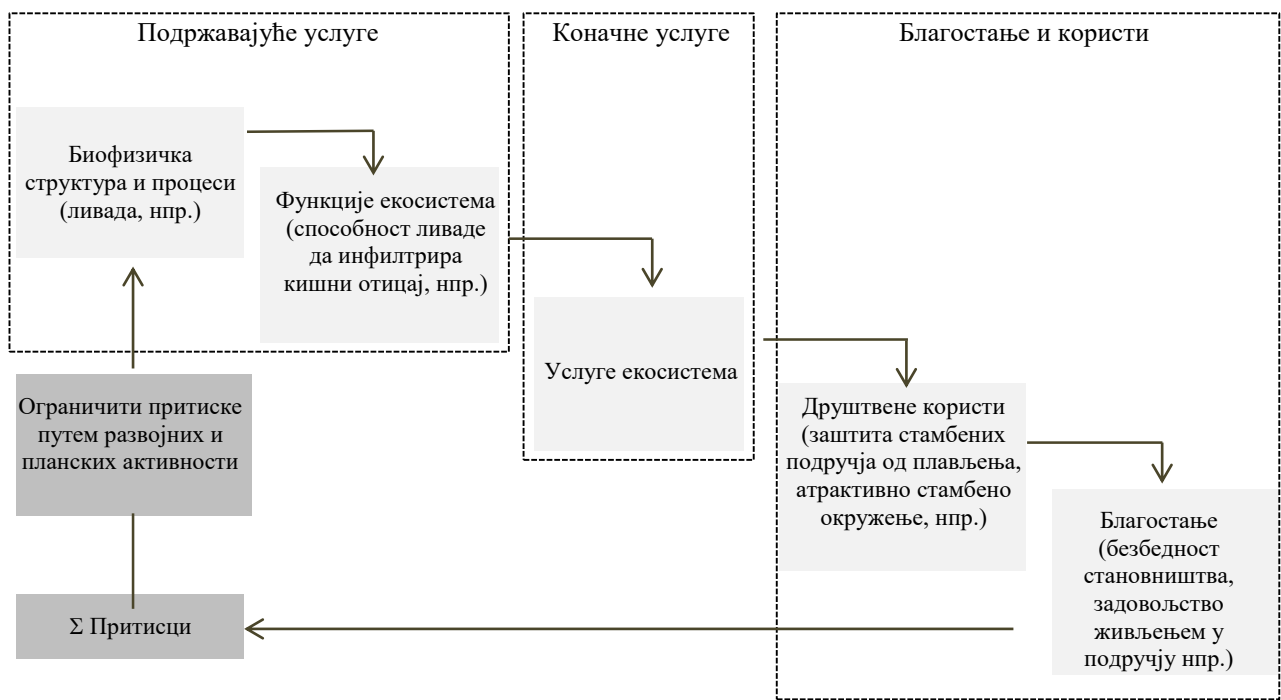 Подржавајуће услуге
Коначне услуге
Благостање и користи
Биофизичка
структура и процеси
(ливада, нпр.)
Функције екосистема
(способност ливаде
да инфилтрира
кишни отицај, нпр.)
Услуге екосистема
Друштвене користи
(заштита стамбених
подручја од плављења,
атрактивно стамбено
окружење, нпр.)
Благостање
(безбедност
становништва,
задовољство
живљењем у
подручју нпр.)
Ограничити притиске
путем развојних и
планских активности
Σ Притисци